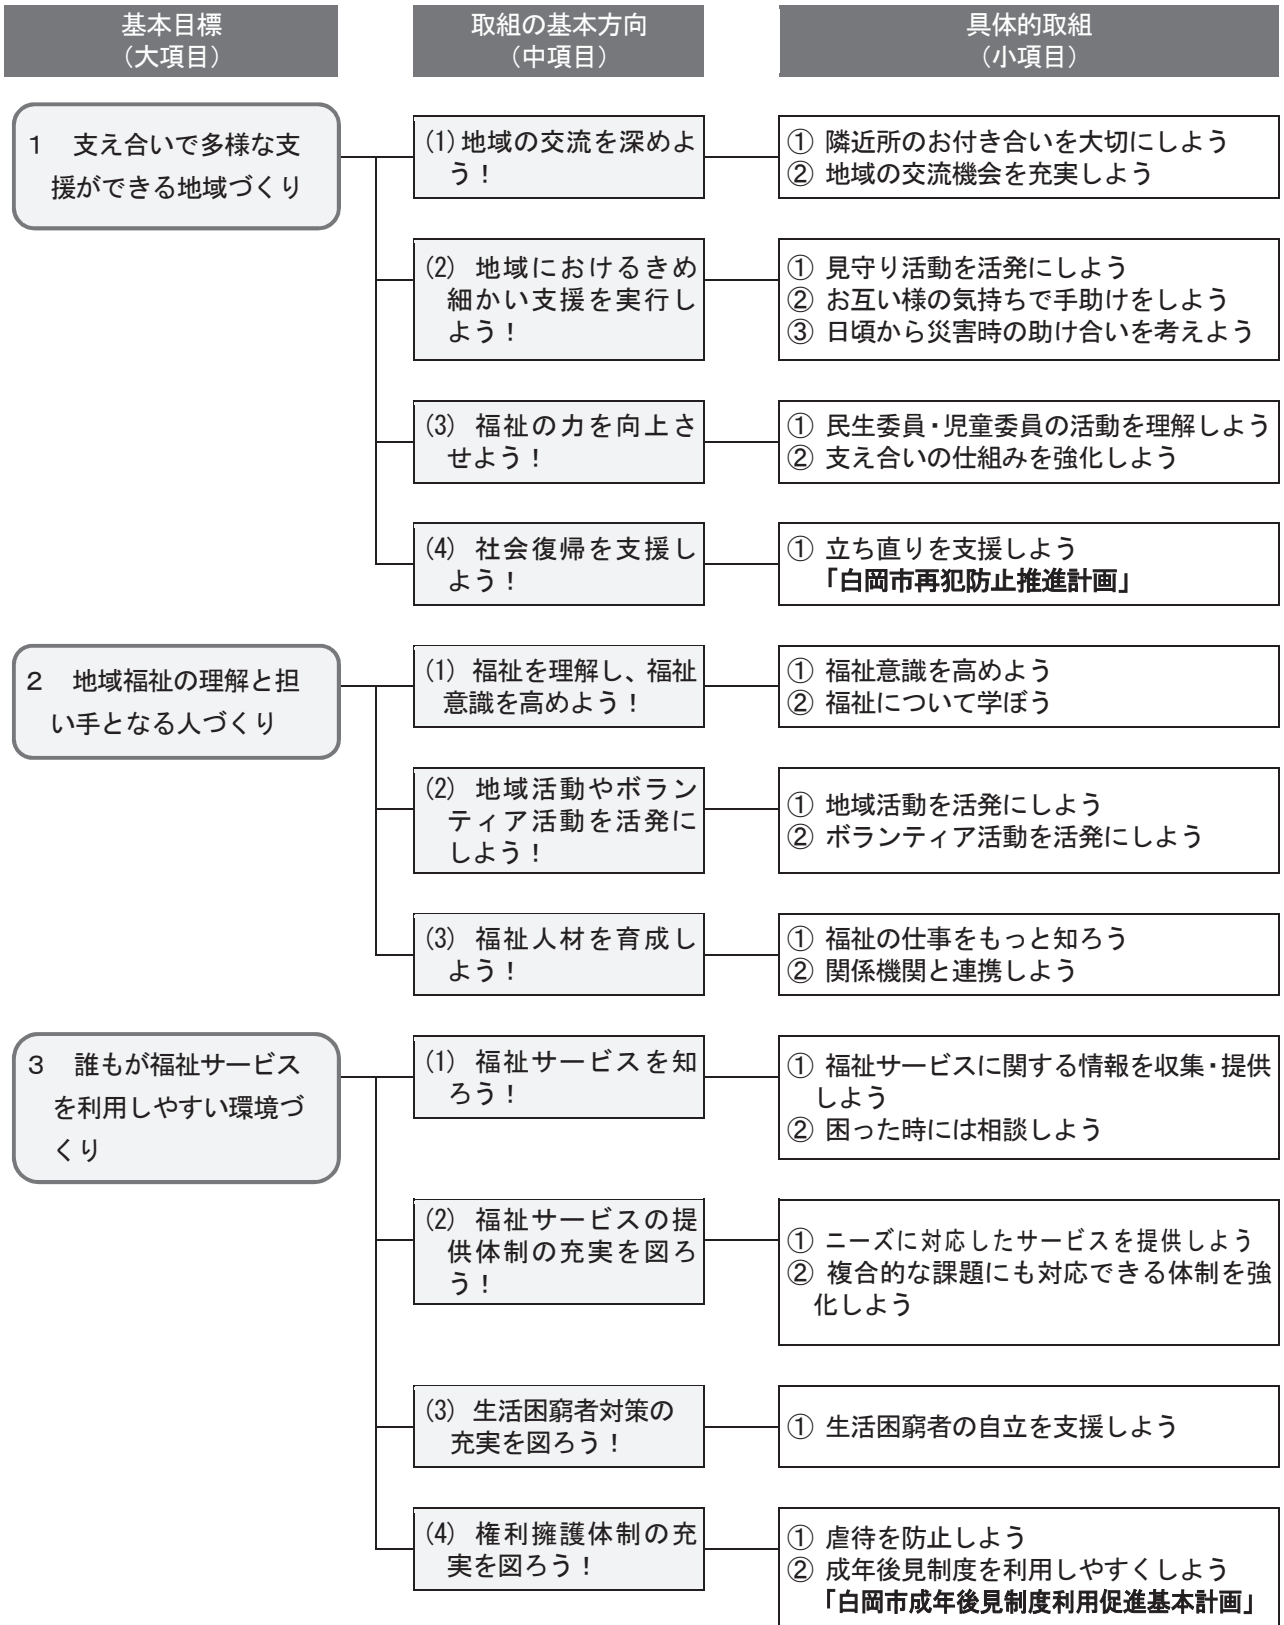 基本目標
（大項目）
取組の基本方向
（中項目）
具体的取組
（小項目）
1　支え合いで多様な支
援ができる地域づくり
(1)地域の交流を深めよ
う！
① 隣近所のお付き合いを大切にしよう
② 地域の交流機会を充実しよう
(2) 地域におけるきめ
細かい支援を実行し
よう！
① 見守り活動を活発にしよう
② お互い様の気持ちで手助けをしよう
③ 日頃から災害時の助け合いを考えよう
(3) 福祉の力を向上さ
せよう！
① 民生委員・児童委員の活動を理解しよう
② 支え合いの仕組みを強化しよう
(4) 社会復帰を支援し
よう！
① 立ち直りを支援しよう
「白岡市再犯防止推進計画」
2　地域福祉の理解と担
い手となる人づくり
(1) 福祉を理解し、福祉
意識を高めよう！
① 福祉意識を高めよう
② 福祉について学ぼう
(2) 地域活動やボラン
ティア活動を活発に
しよう！
① 地域活動を活発にしよう
② ボランティア活動を活発にしよう
(3) 福祉人材を育成し
よう！
① 福祉の仕事をもっと知ろう
② 関係機関と連携しよう
3　誰もが福祉サービス
を利用しやすい環境づ
くり
(1) 福祉サービスを知
ろう！
① 福祉サービスに関する情報を収集・提供
しよう
② 困った時には相談しよう
(2) 福祉サービスの提
供体制の充実を図ろ
う！
① ニーズに対応したサービスを提供しよう
② 複合的な課題にも対応できる体制を強
化しよう
(3) 生活困窮者対策の
充実を図ろう！
① 生活困窮者の自立を支援しよう
(4) 権利擁護体制の充
実を図ろう！
① 虐待を防止しよう
② 成年後見制度を利用しやすくしよう
「白岡市成年後見制度利用促進基本計画」